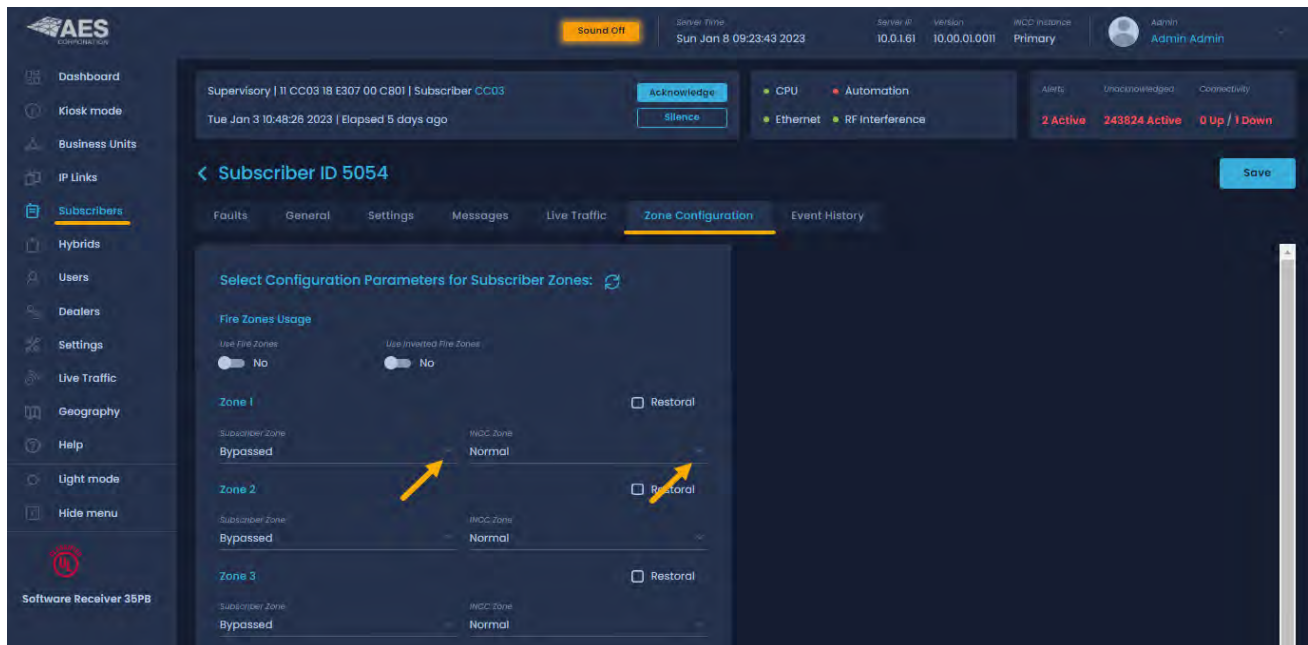 AES
CORPORATION
Sound Off
Server Time
Sun Jan 8 09:23:43 2023
Server IP
10.0.1.61
Version
10.00.01.0011
INCC Instance
Primary
Admin
Admin Admin
Dashboard
Kiosk mode
Business Units
IP Links
Subscribers
Hybrids
Users
Dealers
Settings
Live Traffic
Geography
Help
Light mode
Hide menu
Software Receiver 35PB
Supervisory | 11 CC03 18 E307 00 C801 | Subscriber CC03
Tue Jan 3 10:48:26 2023 | Elapsed 5 days ago
Acknowledge
Silence
CPU
Automation
Ethernet
RF Interference
Alerts
2 Active
Unacknowledged
243824 Active
Connectivity
0 Up / 1 Down
< Subscriber ID 5054
Save
Faults
General
Settings
Messages
Live Traffic
Zone Configuration
Event History
Select Configuration Parameters for Subscriber Zones:
Fire Zones Usage
Use Fire Zones
No
Use Inverted Fire Zones
No
Zone 1
Restoral
Subscriber Zone
Bypassed
INCC Zone
Normal
Zone 2
Restoral
Subscriber Zone
Bypassed
INCC Zone
Normal
Zone 3
Restoral
Subscriber Zone
Bypassed
INCC Zone
Normal